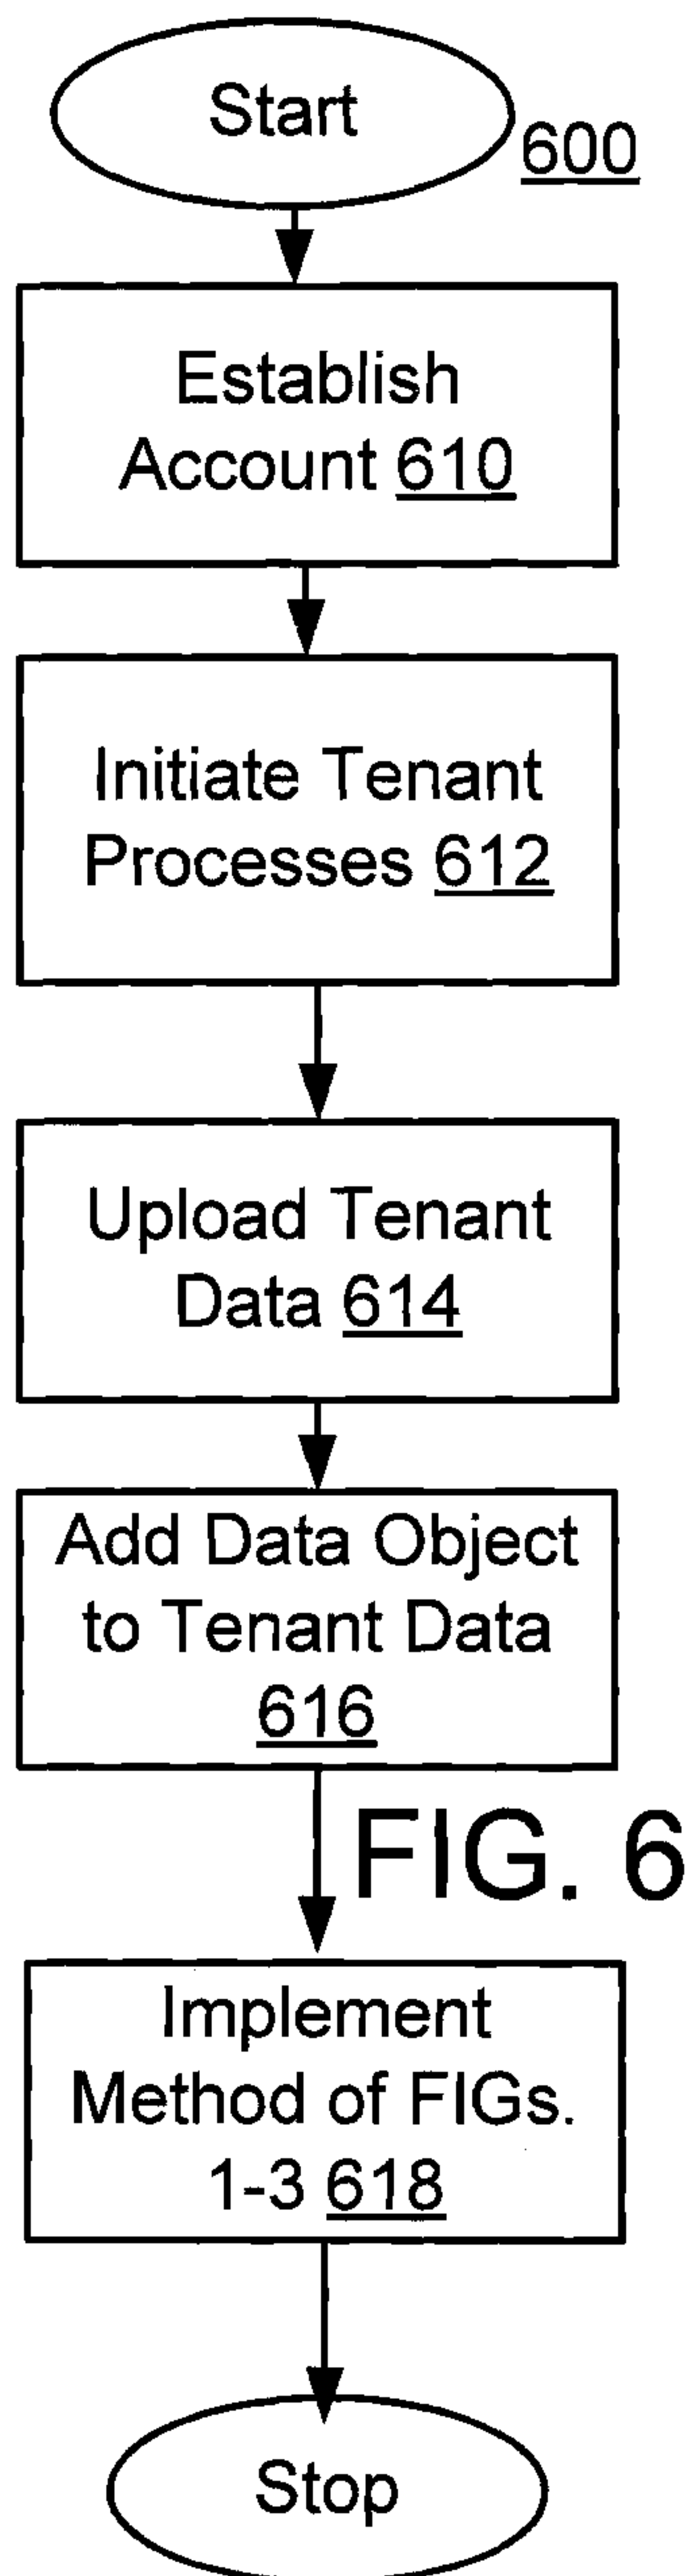 Start
600
Establish
Account 610
Initiate Tenant
Processes 612
Upload Tenant
Data 614
Add Data Object
to Tenant Data
616
FIG. 6
Implement
Method of FIGs.
1-3 618
Stop